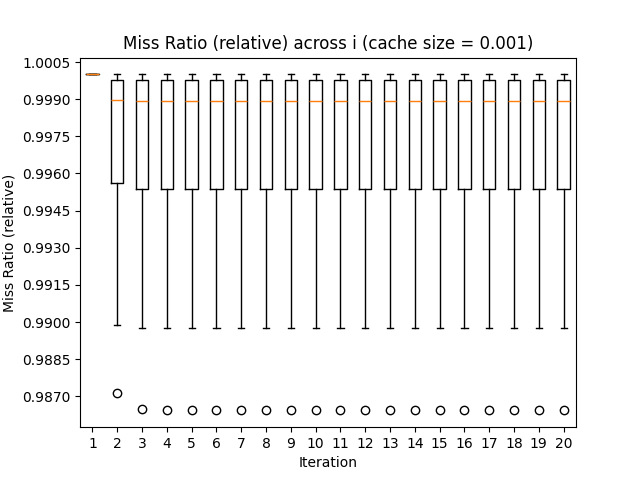 Miss Ratio (relative) across i (cache size = 0.001)
Miss Ratio (relative)
1.0005
0.9990
0.9975
0.9960
0.9945
0.9930
0.9915
0.9900
0.9885
0.9870
1 2 3 4 5 6 7 8 9 10 11 12 13 14 15 16 17 18 19 20
Iteration